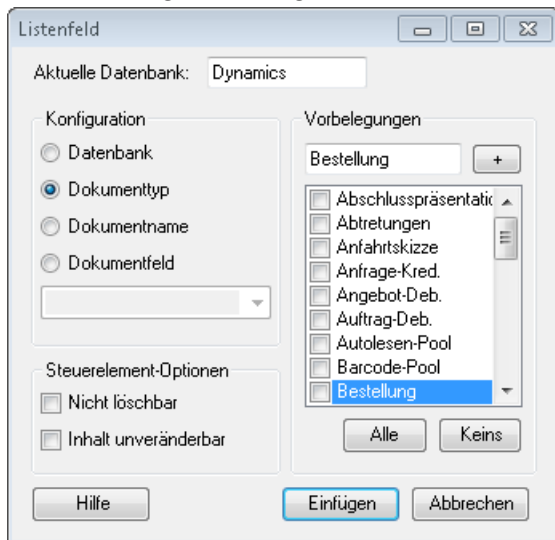 Listenfeld
Aktuelle Datenbank: Dynamics
Konfiguration
Datenbank
Dokumenttyp
Dokumentname
Dokumentfeld
Steuerelement-Optionen
Nicht löschbar
Inhalt unveränderbar
Vorbelegungen
Bestellung +
Abschlusspräsentatic
Abtretungen
Anfahrtskizze
Anfrage-Kred.
Angebot-Deb.
Auftrag-Deb.
Autolesen-Pool
Barcode-Pool
Bestellung
Alle Keins
Hilfe Einfügen Abbrechen